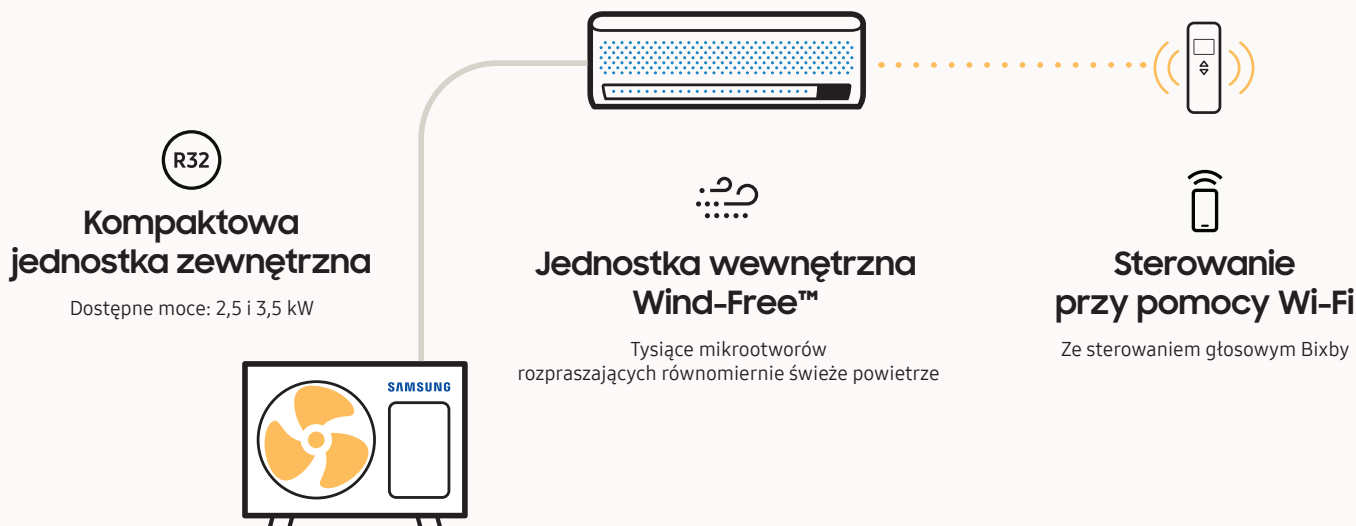 R32
Kompaktowa
jednostka zewnętrzna
Dostępne moce: 2,5 i 3,5 kW
SAMSUNG
Jednostka wewnętrzna
Wind-Free™
Tysiące mikrootworów
rozpraszających równomiernie świeże powietrze
Sterowanie
przy pomocy Wi-Fi
Ze sterowaniem głosowym Bixby